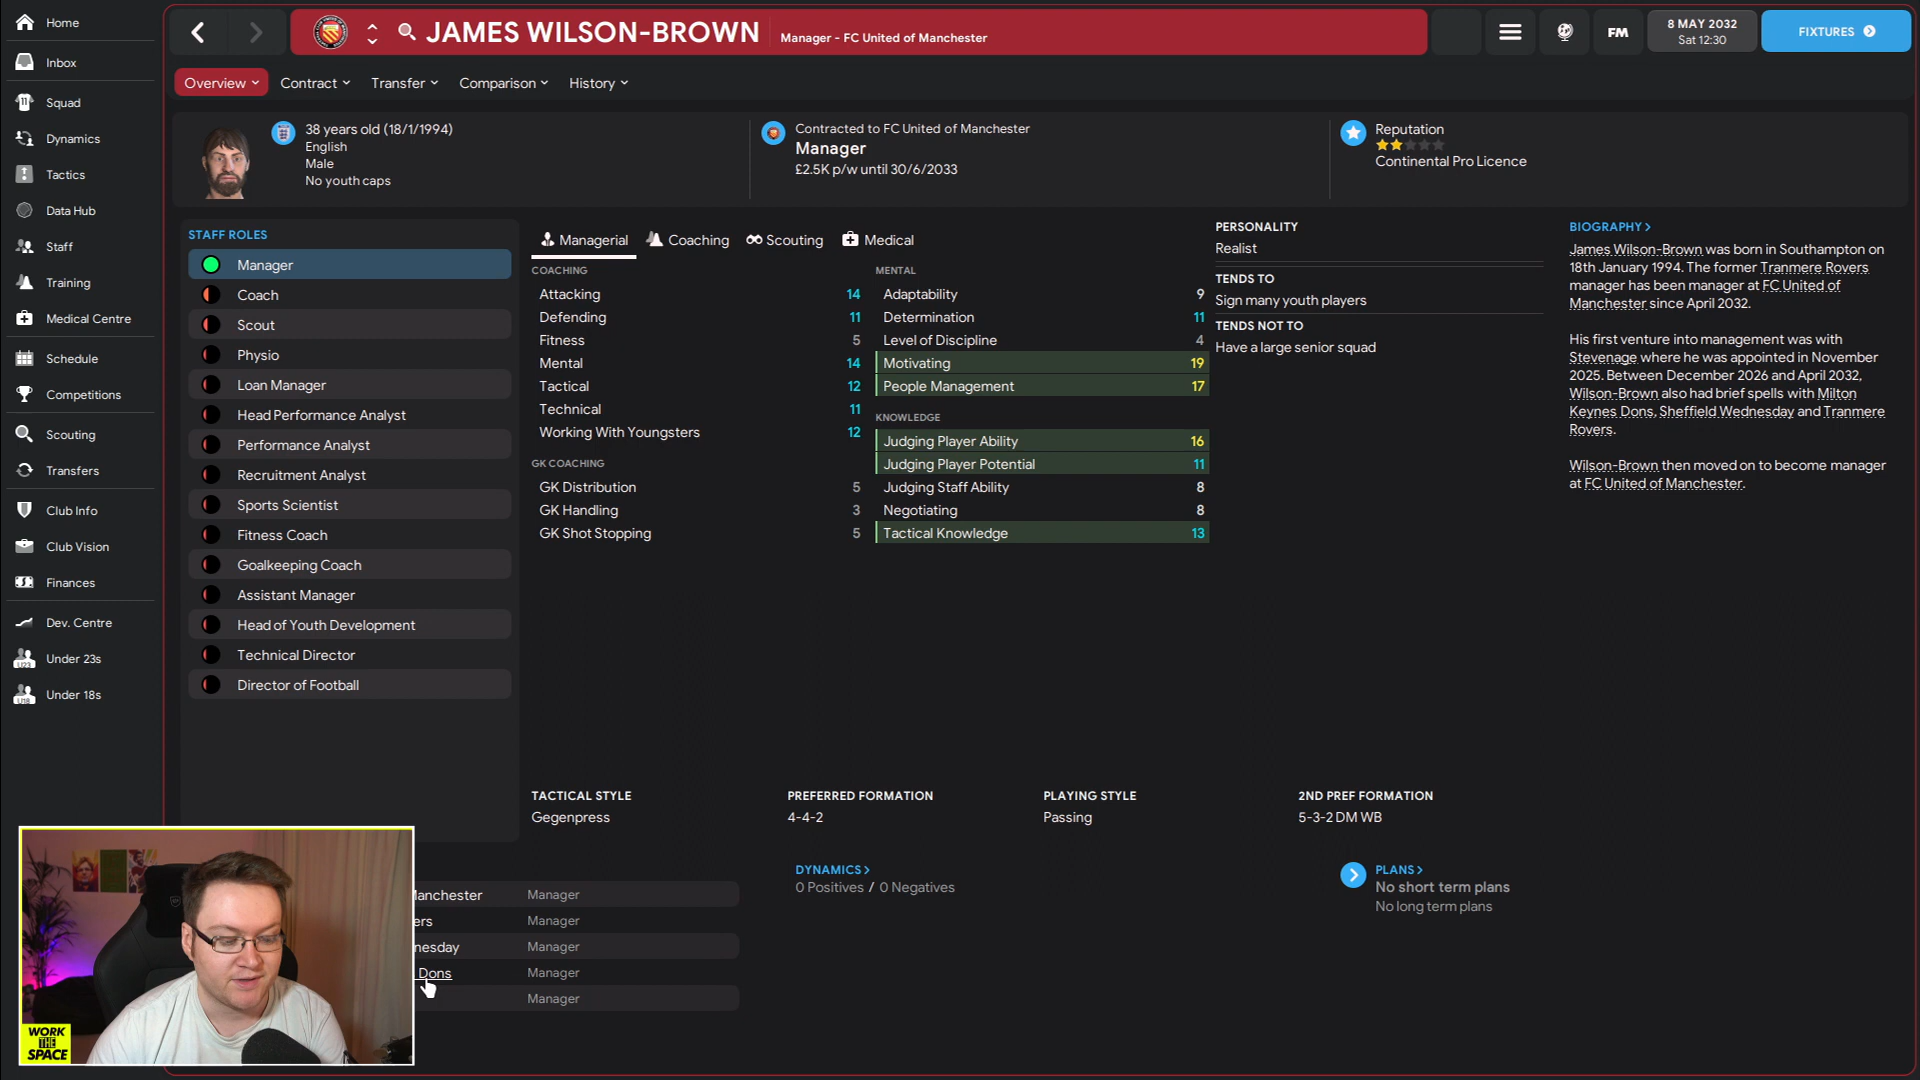 Home
Inbox
Squad
Dynamics
Tactics
Data Hub
Staff
Training
Medical Centre
Schedule
Competitions
Scouting
Transfers
Club Info
Club Vision
Finances
Dev. Centre
Under 23s
Under 18s
JAMES WILSON-BROWN
Manager - FC United of Manchester
FM
8 MAY 2032
Sat 12:30
FIXTURES
Overview
Contract
Transfer
Comparison
History
38 years old (18/1/1994)
English
Male
No youth caps
Contracted to FC United of Manchester
Manager
£2.5K p/w until 30/6/2033
Reputation
Continental Pro Licence
STAFF ROLES
Manager
Coach
Scout
Physio
Loan Manager
Head Performance Analyst
Performance Analyst
Recruitment Analyst
Sports Scientist
Fitness Coach
Goalkeeping Coach
Assistant Manager
Head of Youth Development
Technical Director
Director of Football
Managerial
Coaching
Scouting
Medical
COACHING
Attacking 14
Defending 11
Fitness 5
Mental 14
Tactical 12
Technical 11
Working With Youngsters 12
GK COACHING
GK Distribution 5
GK Handling 3
GK Shot Stopping 5
MENTAL
Adaptability 9
Determination 11
Level of Discipline 4
Motivating 19
People Management 17
KNOWLEDGE
Judging Player Ability 16
Judging Player Potential 11
Judging Staff Ability 8
Negotiating 8
Tactical Knowledge 13
PERSONALITY
Realist
TENDS TO
Sign many youth players
TENDS NOT TO
Have a large senior squad
BIOGRAPHY >
James Wilson-Brown was born in Southampton on
18th January 1994. The former Tranmere Rovers
manager has been manager at FC United of
Manchester since April 2032.
His first venture into management was with
Stevenage where he was appointed in November
2025. Between December 2026 and April 2032,
Wilson-Brown also had brief spells with Milton
Keynes Dons, Sheffield Wednesday and Tranmere
Rovers.
Wilson-Brown then moved on to become manager
at FC United of Manchester.
TACTICAL STYLE
Gegenpress
PREFERRED FORMATION
4-4-2
PLAYING STYLE
Passing
2ND PREF FORMATION
5-3-2 DM WB
Manchester Manager
ers Manager
nesday Manager
Dons Manager
Manager
DYNAMICS >
0 Positives / 0 Negatives
PLANS >
No short term plans
No long term plans
WORK
THE
SPACE